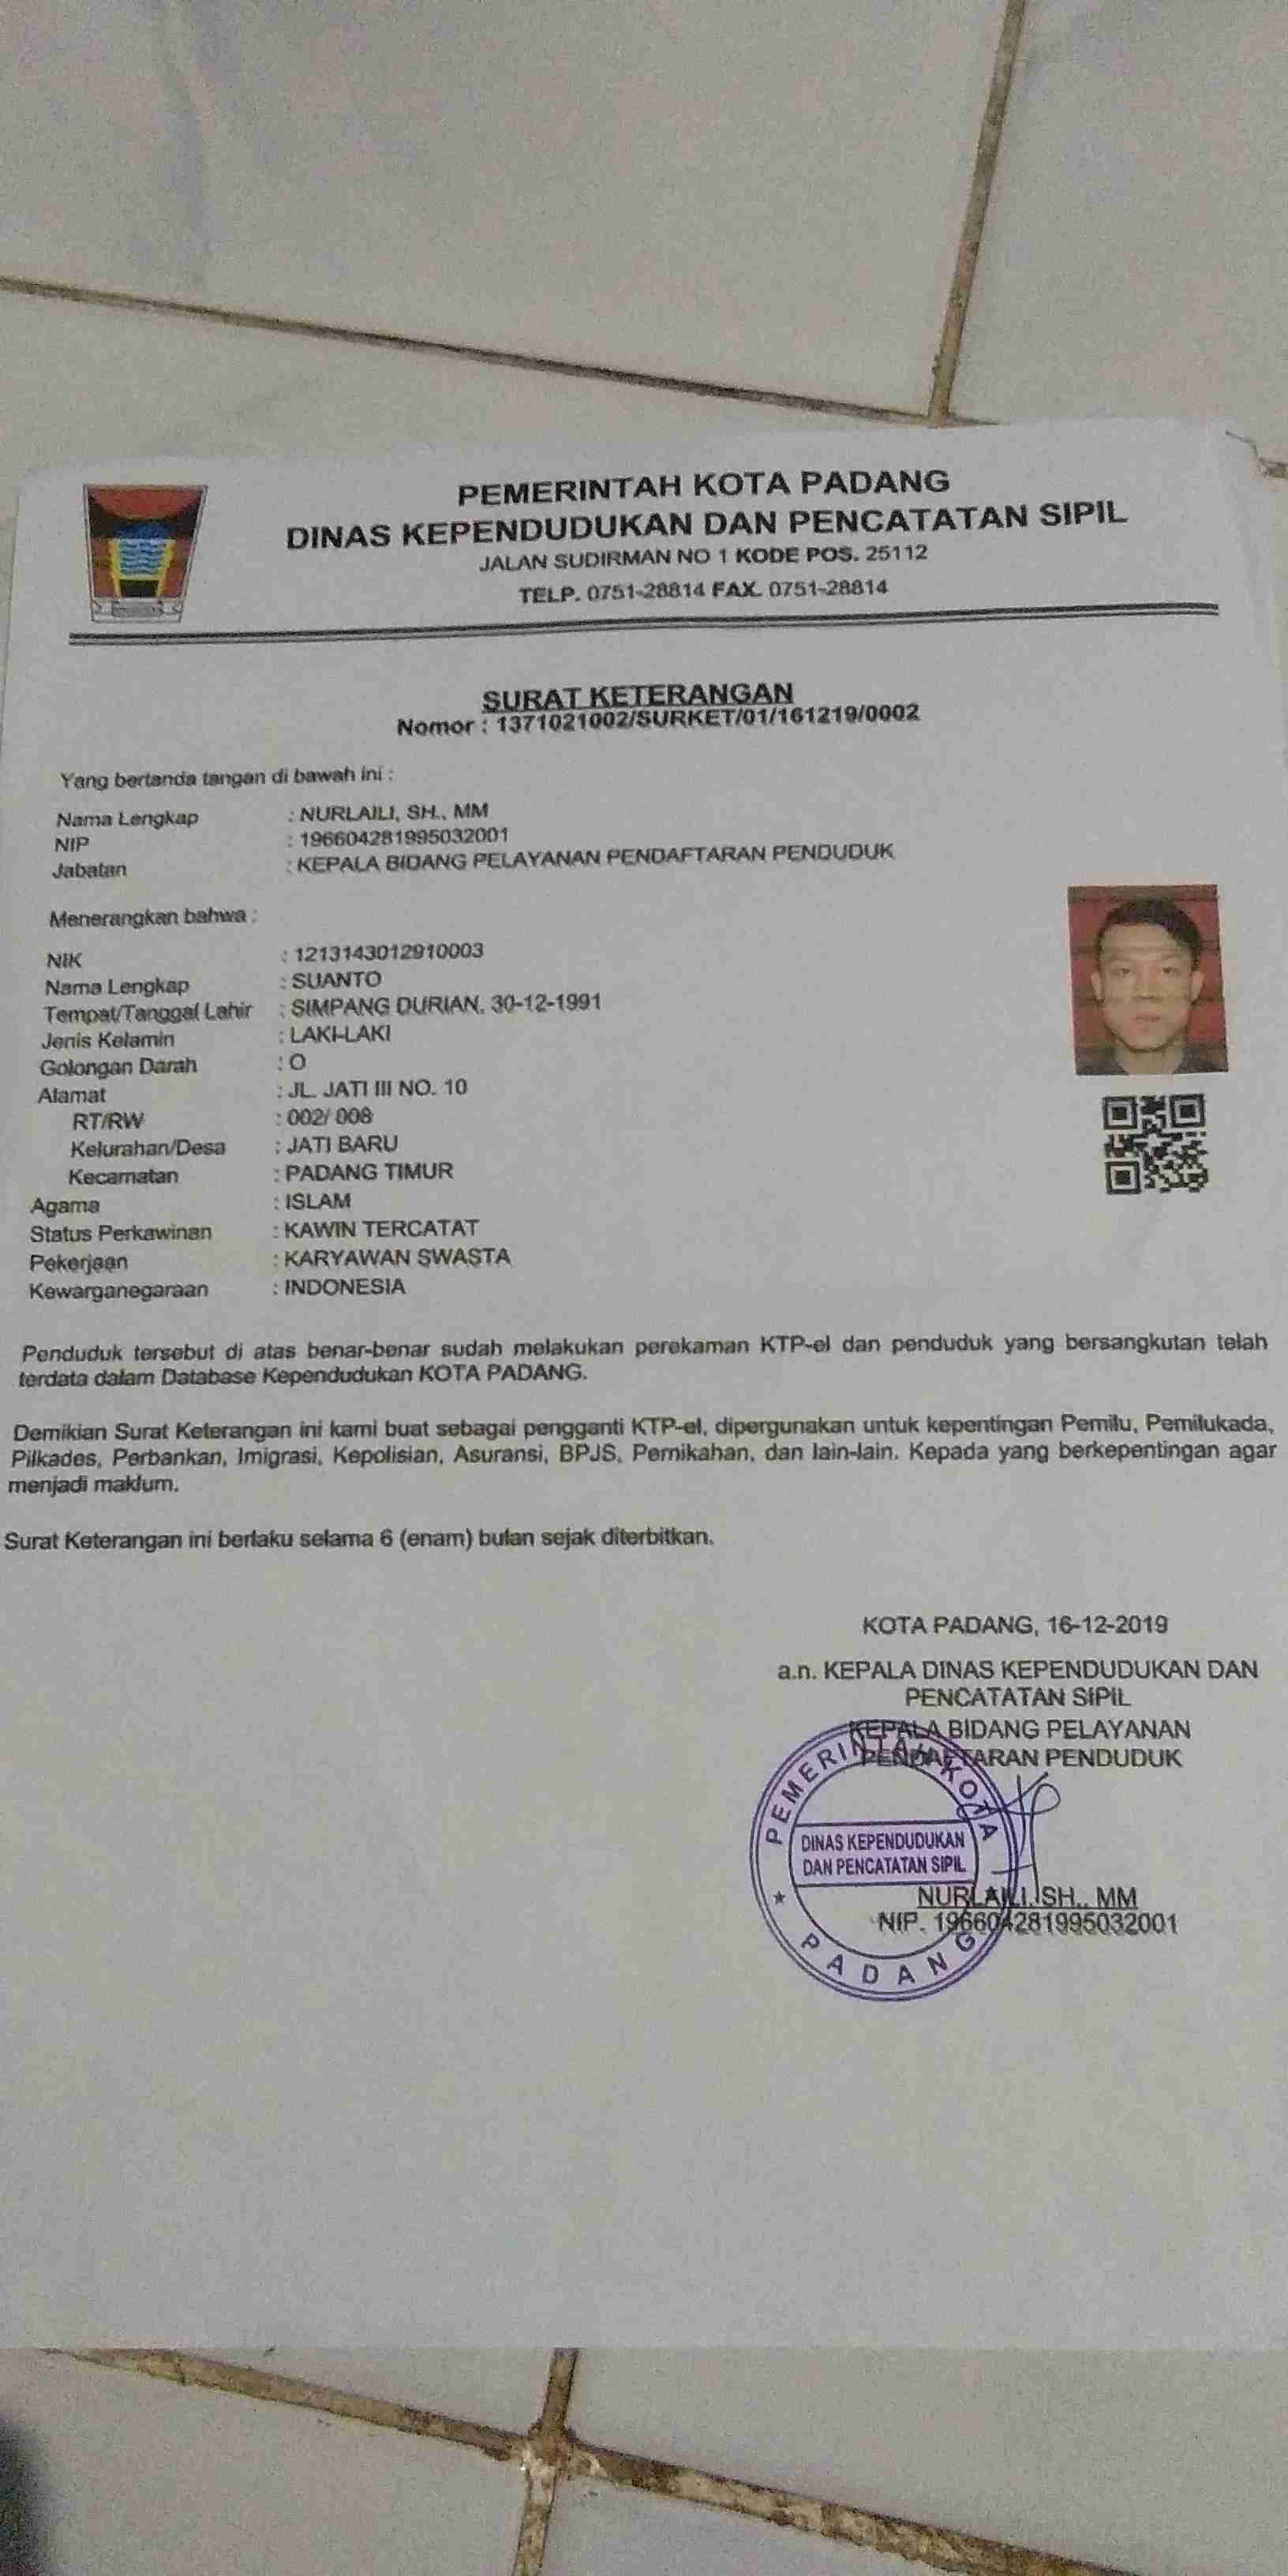 PEMERINTAH KOTA PADANG
DINAS KEPENDUDUKAN DAN PENCATATAN SIPIL
JALAN SUDIRMAN NO 1 KODE POS. 25112
TELP. 0751-28814 FAX. 0751-28814
SURAT KETERANGAN
Nomor : 1371021002/SURKET/01/161219/0002
Yang bertanda tangan di bawah ini :
Nama Lengkap : NURLAILI, SH., MM
NIP : 196604281995032001
Jabatan : KEPALA BIDANG PELAYANAN PENDAFTARAN PENDUDUK
Menerangkan bahwa :
NIK : 1213143012910003
Nama Lengkap : SUANTO
Tempat/Tanggal Lahir : SIMPANG DURIAN, 30-12-1991
Jenis Kelamin : LAKI-LAKI
Golongan Darah : O
Alamat : JL. JATI III NO. 10
RT/RW : 002/ 008
Kelurahan/Desa : JATI BARU
Kecamatan : PADANG TIMUR
Agama : ISLAM
Status Perkawinan : KAWIN TERCATAT
Pekerjaan : KARYAWAN SWASTA
Kewarganegaraan : INDONESIA
Penduduk tersebut di atas benar-benar sudah melakukan perekaman KTP-el dan penduduk yang bersangkutan telah
terdata dalam Database Kependudukan KOTA PADANG.
Demikian Surat Keterangan ini kami buat sebagai pengganti KTP-el, dipergunakan untuk kepentingan Pemilu, Pemilukada,
Pilkades, Perbankan, Imigrasi, Kepolisian, Asuransi, BPJS, Pernikahan, dan lain-lain. Kepada yang berkepentingan agar
menjadi maklum.
Surat Keterangan ini berlaku selama 6 (enam) bulan sejak diterbitkan.
KOTA PADANG, 16-12-2019
a.n. KEPALA DINAS KEPENDUDUKAN DAN
PENCATATAN SIPIL
KEPALA BIDANG PELAYANAN
PENDAFTARAN PENDUDUK
PEMERINTAH KOTA
DINAS KEPENDUDUKAN
DAN PENCATATAN SIPIL
★ PADANG
NURLAILI, SH., MM
NIP. 196604281995032001